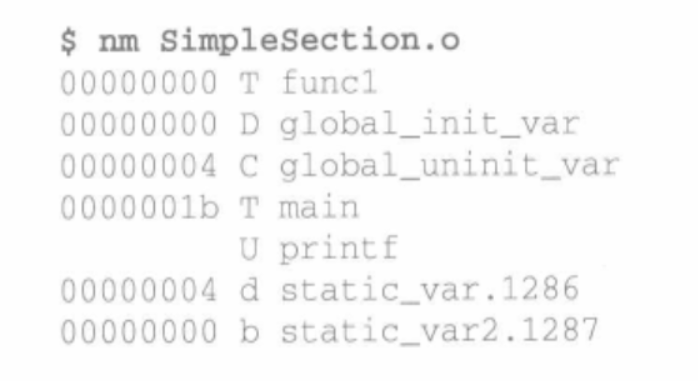 $ nm SimpleSection.o
00000000 T func1
00000000 D global_init_var
00000004 C global_uninit_var
0000001b T main
U printf
00000004 d static_var.1286
00000000 b static_var2.1287